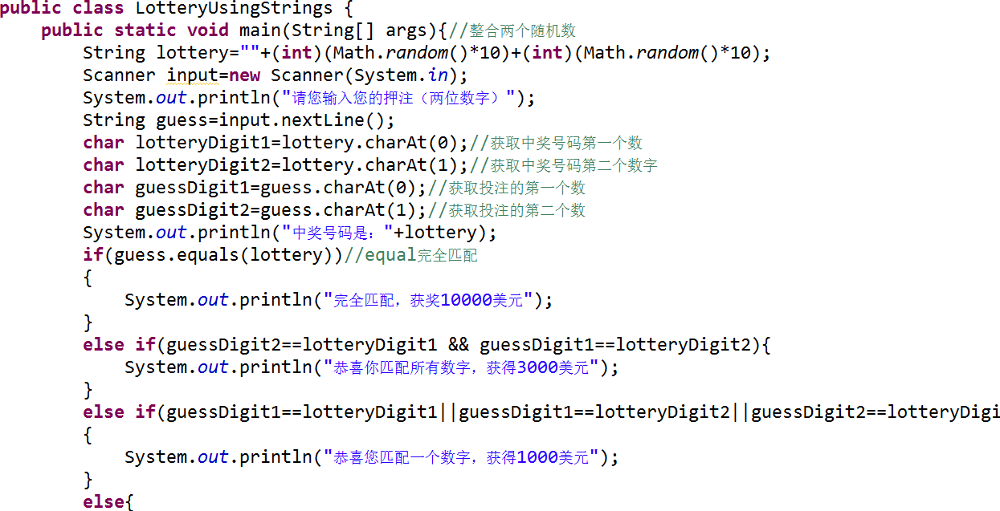 public class LotteryUsingStrings {
public static void main(String[] args){//整合两个随机数
String lottery=""+(int)(Math.random()*10)+(int)(Math.random()*10);
Scanner input=new Scanner(System.in);
System.out.println("请您输入您的押注（两位数字）");
String guess=input.nextLine();
char lotteryDigit1=lottery.charAt(0);//获取中奖号码第一个数
char lotteryDigit2=lottery.charAt(1);//获取中奖号码第二个数字
char guessDigit1=guess.charAt(0);//获取投注的第一个数
char guessDigit2=guess.charAt(1);//获取投注的第二个数
System.out.println("中奖号码是："+lottery);
if(guess.equals(lottery))//equal完全匹配
{
System.out.println("完全匹配，获奖10000美元");
}
else if(guessDigit2==lotteryDigit1 && guessDigit1==lotteryDigit2){
System.out.println("恭喜你匹配所有数字，获得3000美元");
}
else if(guessDigit1==lotteryDigit1||guessDigit1==lotteryDigit2||guessDigit2==lotteryDigi
{
System.out.println("恭喜您匹配一个数字，获得1000美元");
}
else{